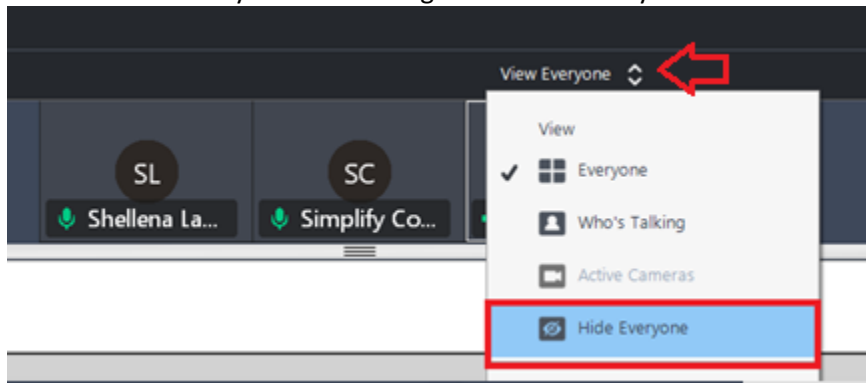 View Everyone
View
SL
SC
Everyone
Shellena La...
Simplify Co...
Who's Talking
Active Cameras
Hide Everyone